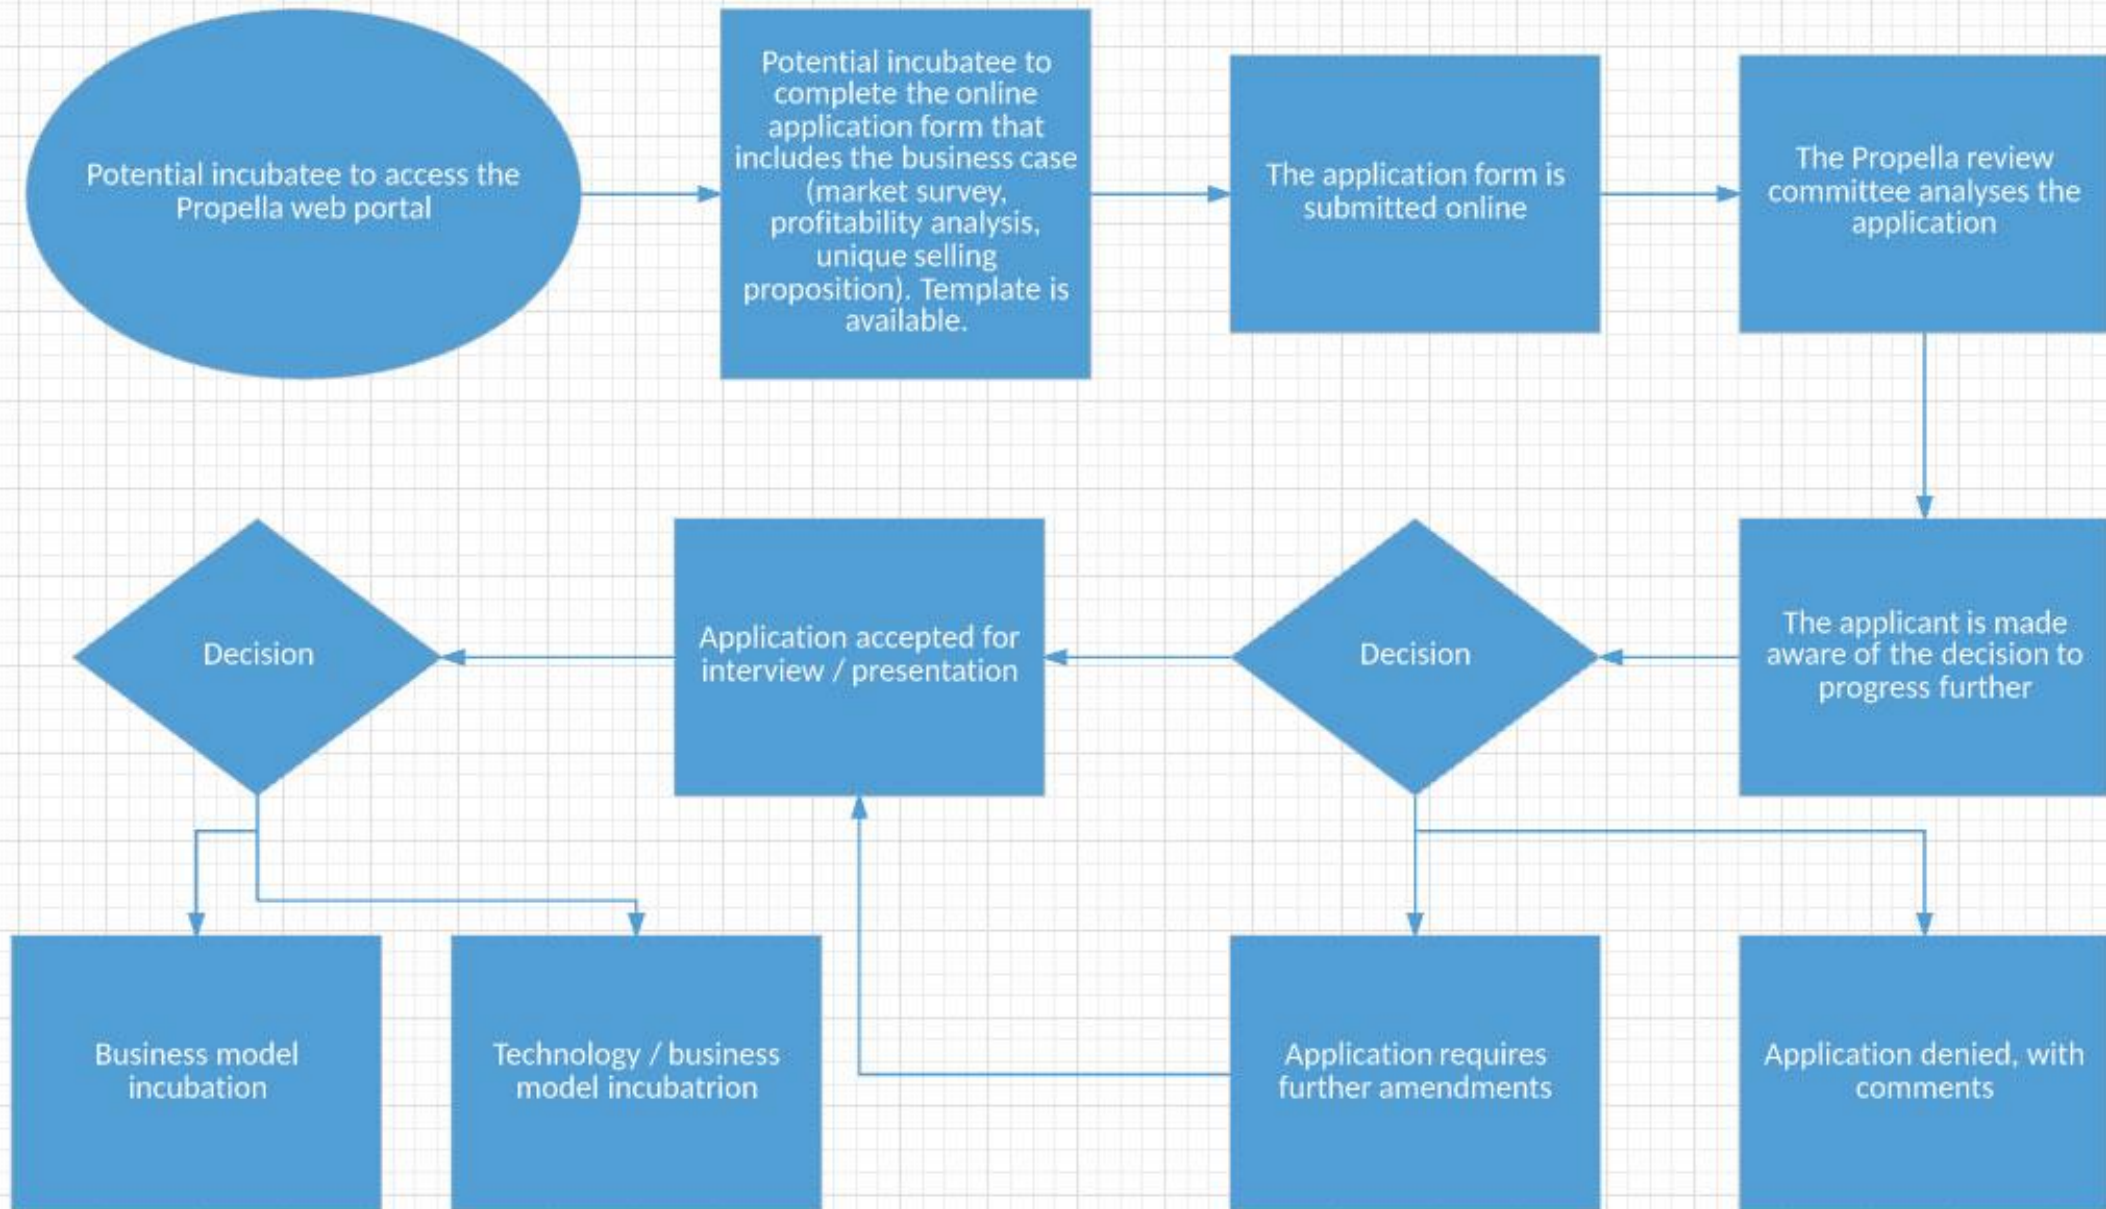 Potential incubatee to access the
Propella web portal
Potential incubatee to
complete the online
application form that
includes the business case
(market survey,
profitability analysis,
unique selling
proposition). Template is
available.
The application form is
submitted online
The Propella review
committee analyses the
application
The applicant is made
aware of the decision to
progress further
Decision
Application accepted for
interview / presentation
Decision
Business model
incubation
Technology / business
model incubatrion
Application requires
further amendments
Application denied, with
comments